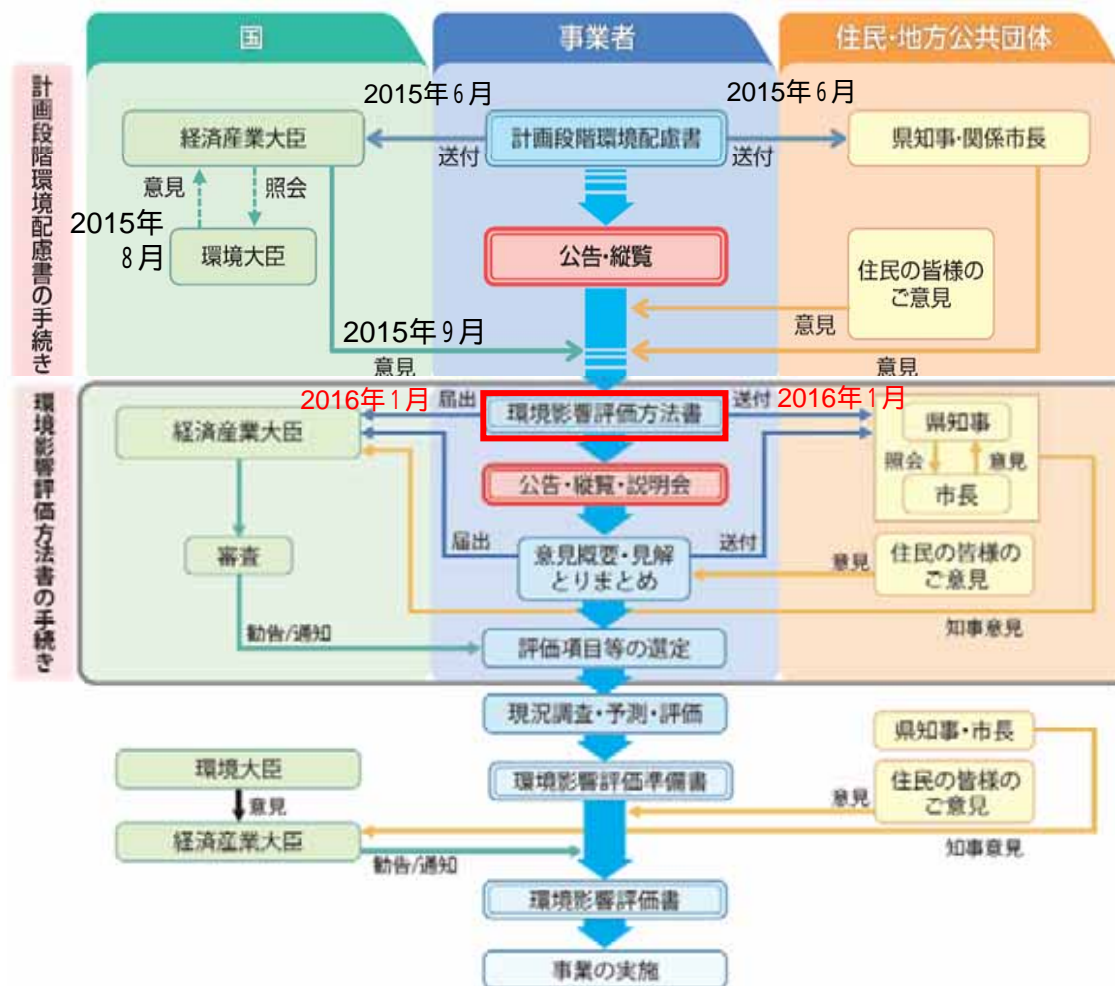 国
事業者
住民・地方公共団体
計画段階環境配慮書の手続き
2015年6月
2015年6月
経済産業大臣
送付
計画段階環境配慮書
送付
県知事・関係市長
意見
照会
2015年
8月
環境大臣
公告・縦覧
住民の皆様の
ご意見
意見
2015年9月
意見
意見
環境影響評価方法書の手続き
2016年1月
届出
環境影響評価方法書
送付
2016年1月
経済産業大臣
県知事
照会
意見
市長
公告・縦覧・説明会
審査
届出
意見概要・見解
とりまとめ
送付
意見
住民の皆様の
ご意見
知事意見
勧告/通知
評価項目等の選定
現況調査・予測・評価
県知事・市長
環境大臣
意見
環境影響評価準備書
意見
住民の皆様の
ご意見
経済産業大臣
勧告/通知
知事意見
環境影響評価書
事業の実施